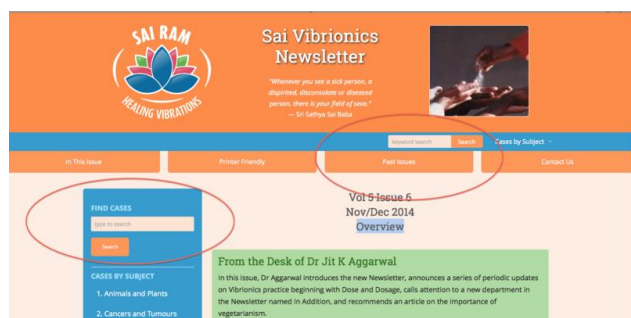 SAI RAM
HEALING VIBRATIONS
Sai Vibrionics
Newsletter
"Whenever you see a sick person, a
dispirited, disconsolate or diseased
person, there is your field of seva."
— Sri Sathya Sai Baba
keyword search
Search
Cases by Subject
In This Issue
Printer Friendly
Past Issues
Contact Us
FIND CASES
type to search
Search
CASES BY SUBJECT
1. Animals and Plants
2. Cancers and Tumours
Vol 5 Issue 6
Nov/Dec 2014
Overview
From the Desk of Dr Jit K Aggarwal
In this issue, Dr Aggarwal introduces the new Newsletter, announces a series of periodic updates
on Vibrionics practice beginning with Dose and Dosage, calls attention to a new department in
the Newsletter named in Addition, and recommends an article on the importance of
vegetarianism.